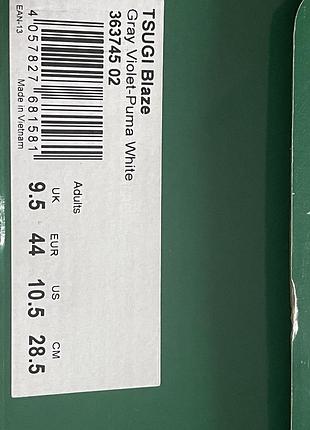 TSUGI Blaze
Gray Violet-Puma White
363745 02
4 057827 681581
EAN-13
Made in Vietnam
Adults
UK EUR US CM
9.5 44 10.5 28.5